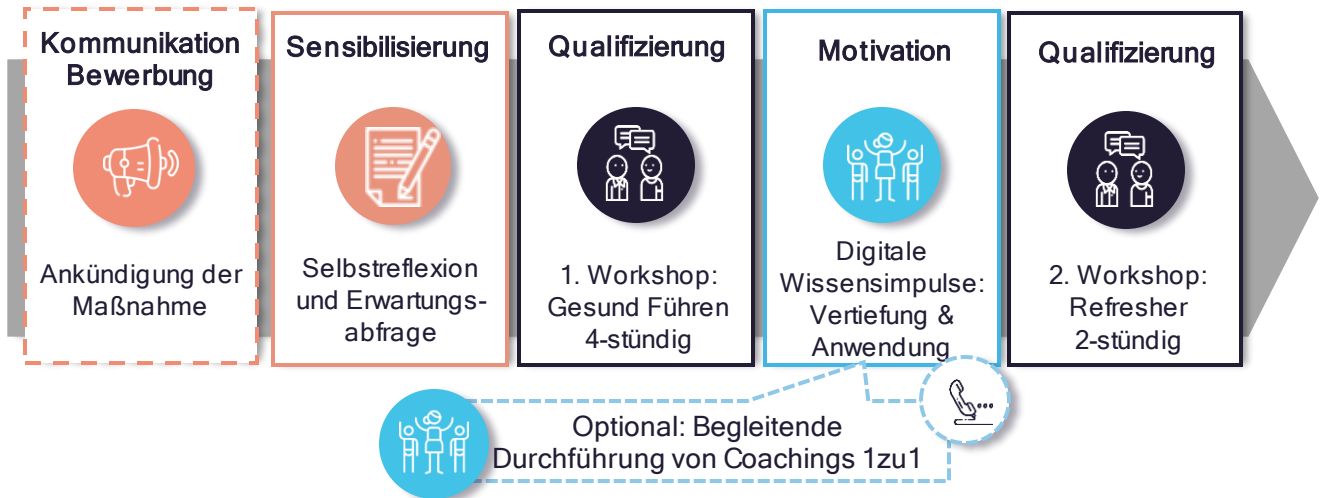 Kommunikation
Bewerbung
Ankündigung der
Maßnahme
Sensibilisierung
Selbstreflexion
und Erwartungs-
abfrage
Qualifizierung
1. Workshop:
Gesund Führen
4-stündig
Motivation
Digitale
Wissensimpulse:
Vertiefung &
Anwendung
Qualifizierung
2. Workshop:
Refresher
2-stündig
Optional: Begleitende
Durchführung von Coachings 1zu1